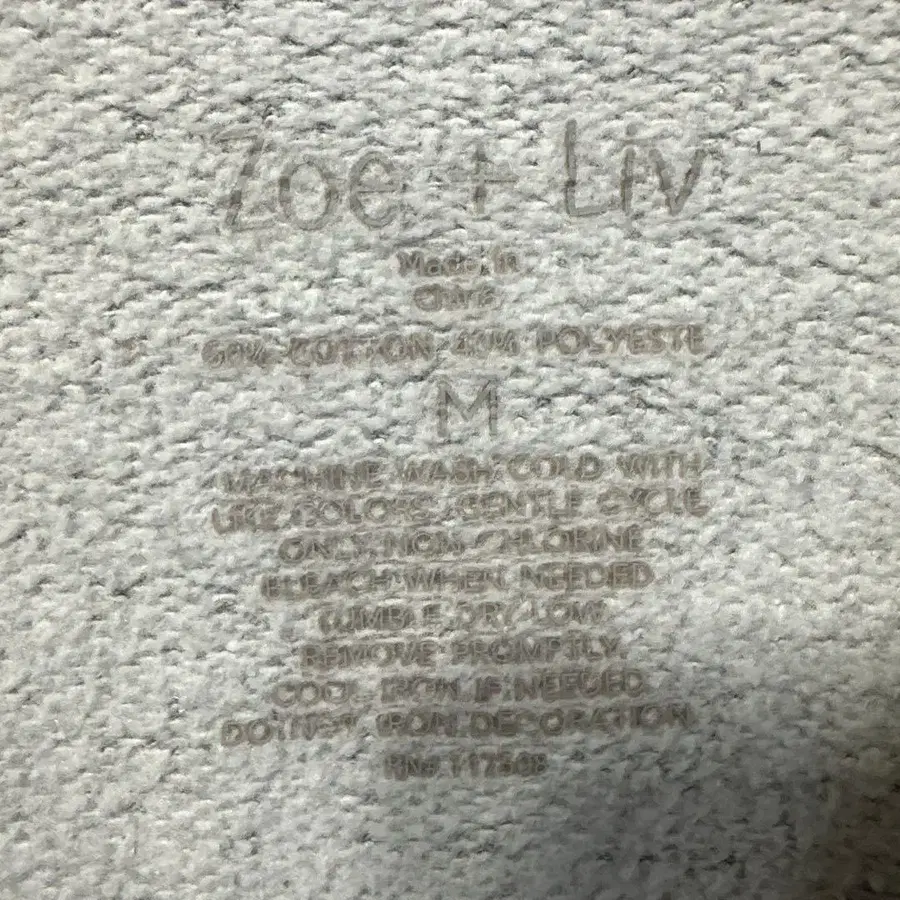 Zoe + Liv
Made In
China
60% COTTON 40% POLYESTE
M
MACHINE WASH COLD WITH
LIKE COLORS, GENTLE CYCLE
ONLY NON CHLORINE
BLEACH WHEN NEEDED.
TUMBLE DRY LOW.
REMOVE PROMPTLY.
COOL IRON IF NEEDED.
DO NOT IRON DECORATION.
RN#